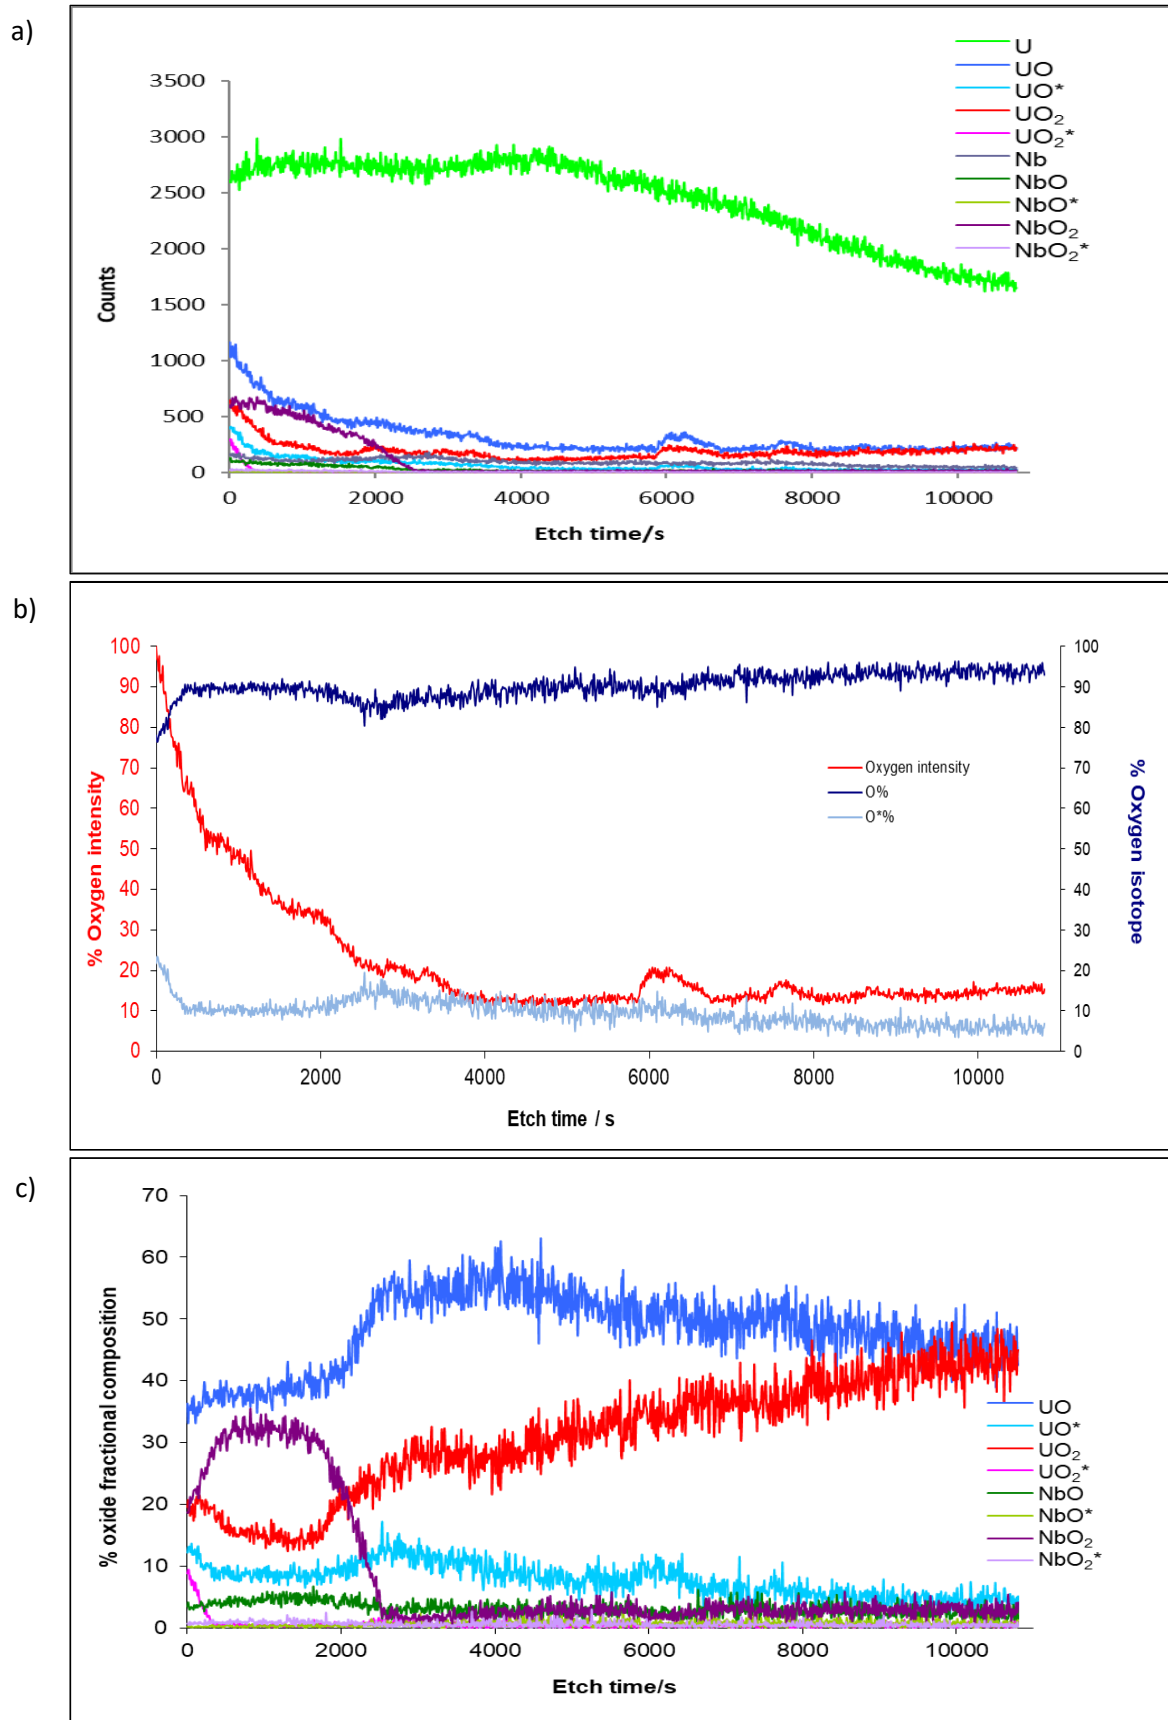 a)
U
UO
UO*
UO₂
UO₂*
Nb
NbO
NbO*
NbO₂
NbO₂*
3500
3000
2500
2000
1500
1000
500
0
Counts
0 2000 4000 6000 8000 10000
Etch time/s
b)
100
90
80
70
60
50
40
30
20
10
0
% Oxygen intensity
Oxygen intensity
O%
O*%
100
90
80
70
60
50
40
30
20
10
0
% Oxygen isotope
0 2000 4000 6000 8000 10000
Etch time / s
c)
70
60
50
40
30
20
10
0
% oxide fractional composition
UO
UO*
UO₂
UO₂*
NbO
NbO*
NbO₂
NbO₂*
0 2000 4000 6000 8000 10000
Etch time/s